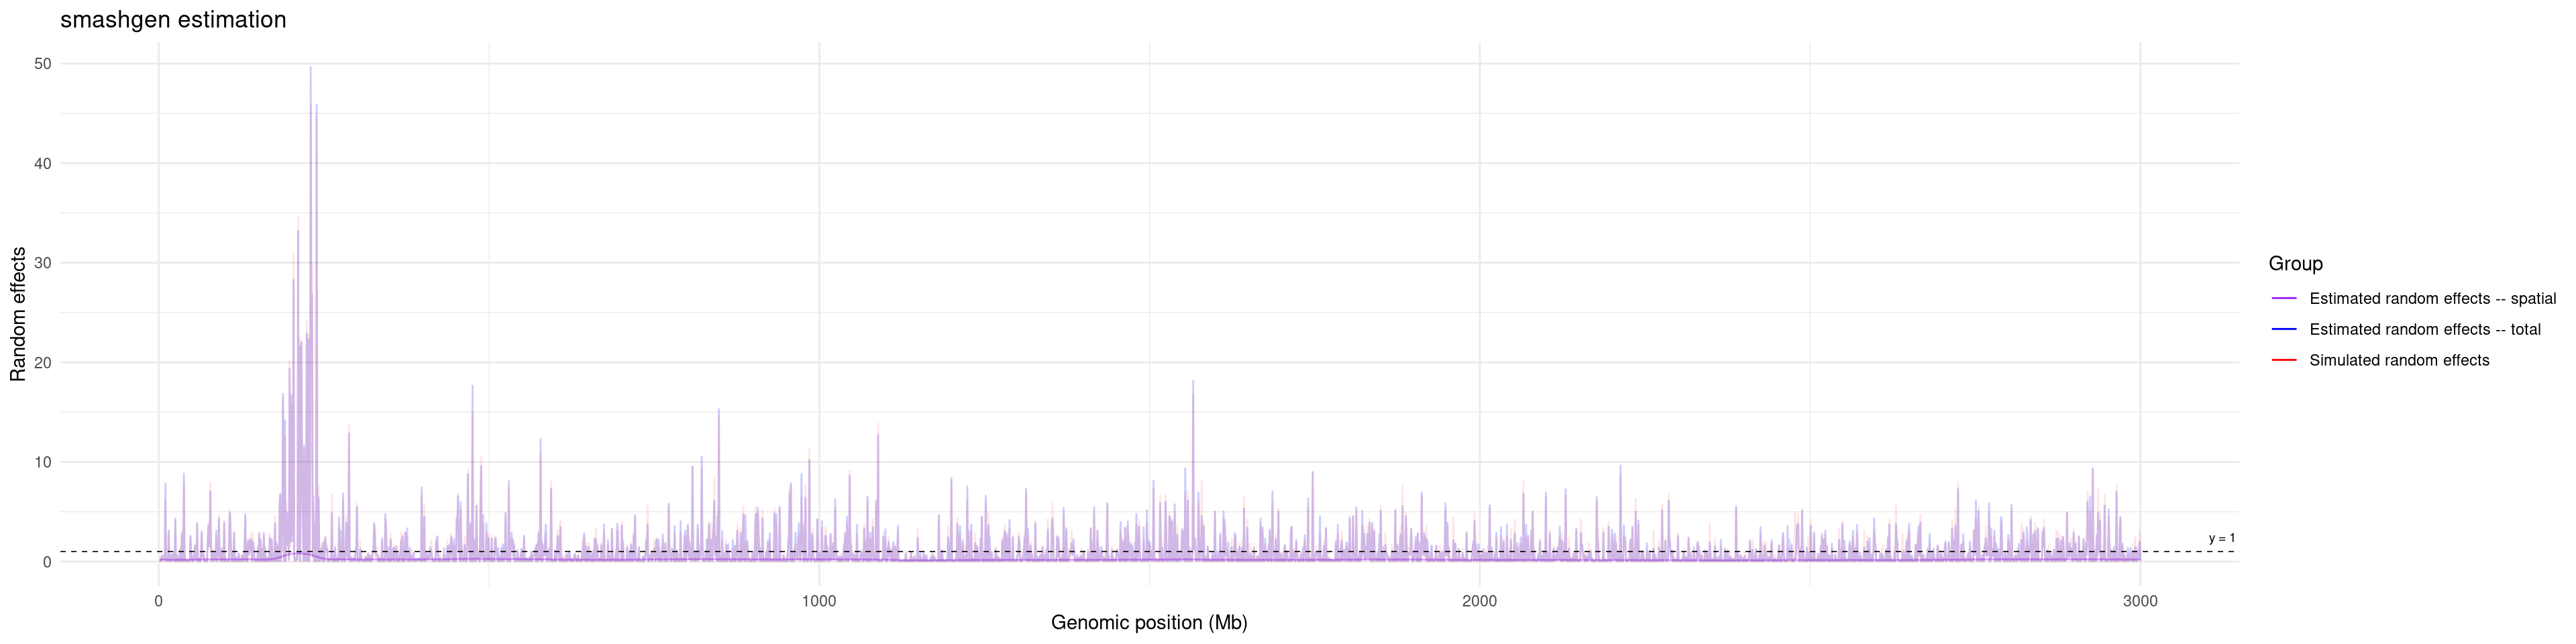 smashgen estimation
Random effects
50
40
30
20
10
0
y = 1
0
1000
2000
3000
Genomic position (Mb)
Group
Estimated random effects -- spatial
Estimated random effects -- total
Simulated random effects